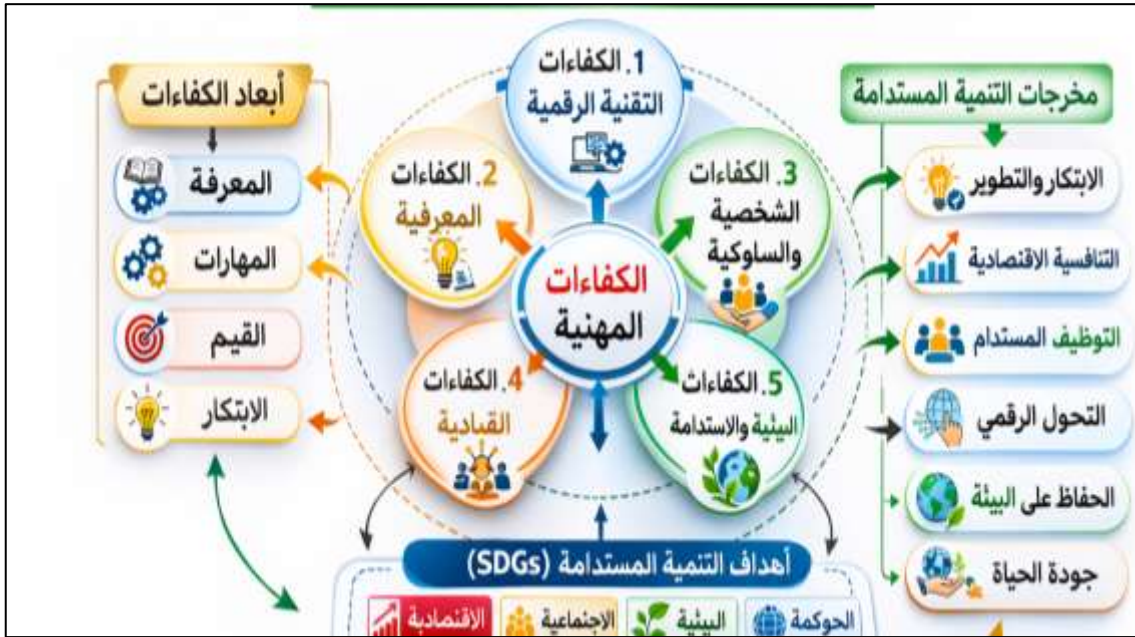 أبعاد الكفاءات
المعرفة
المهارات
القيم
الابتكار
1. الكفاءات
التقنية الرقمية
2. الكفاءات
المعرفية
3. الكفاءات
الشخصية
والسلوكية
الكفاءات
المهنية
4. الكفاءات
القيادية
5. الكفاءات
البيئية والاستدامة
مخرجات التنمية المستدامة
الابتكار والتطوير
التنافسية الاقتصادية
التوظيف المستدام
التحول الرقمي
الحفاظ على البيئة
جودة الحياة
أهداف التنمية المستدامة (SDGs)
الحوكمة
البيئية
الاجتماعية
الاقتصادية